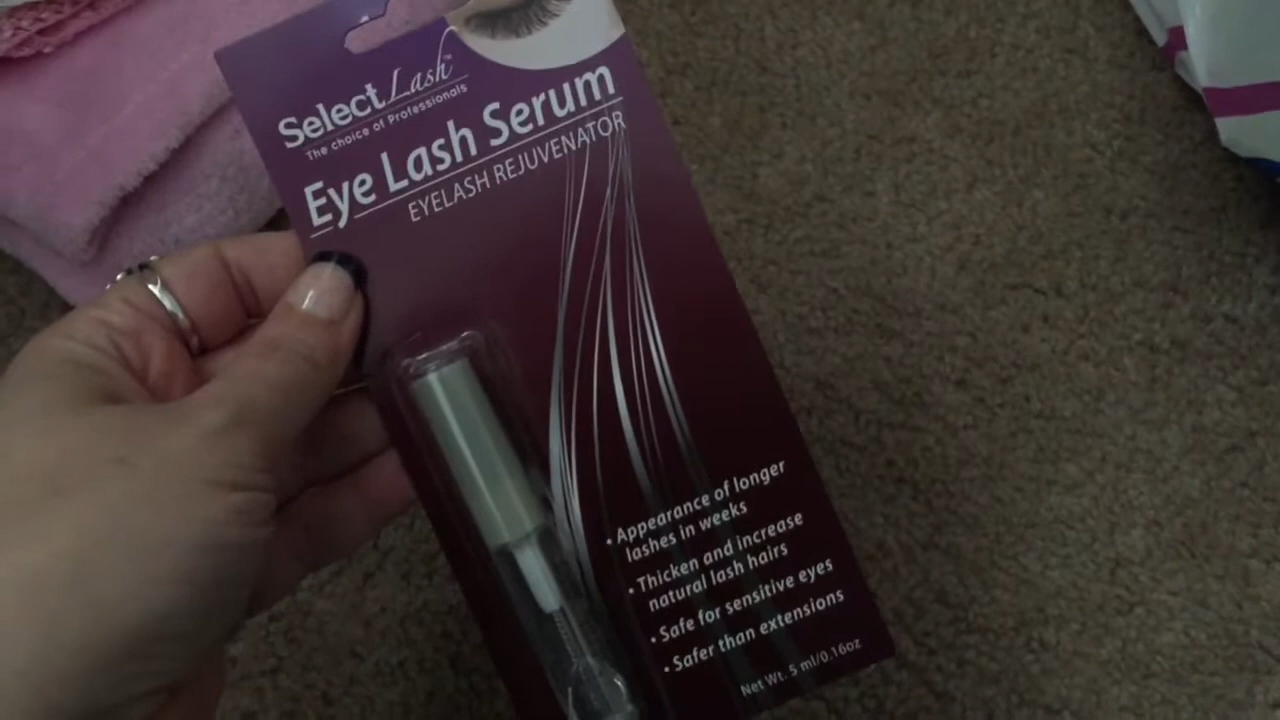 SelectLash™
The choice of Professionals
Eye Lash Serum
EYELASH REJUVENATOR
• Appearance of longer
lashes in weeks
• Thicken and increase
natural lash hairs
• Safe for sensitive eyes
• Safer than extensions
Net Wt. 5 ml/0.16oz